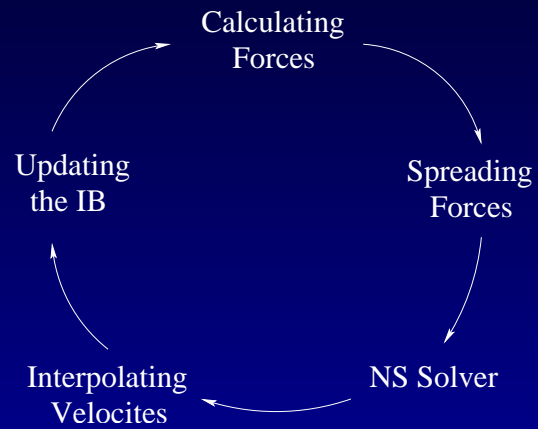 Calculating
Forces
Spreading
Forces
NS Solver
Interpolating
Velocites
Updating
the IB